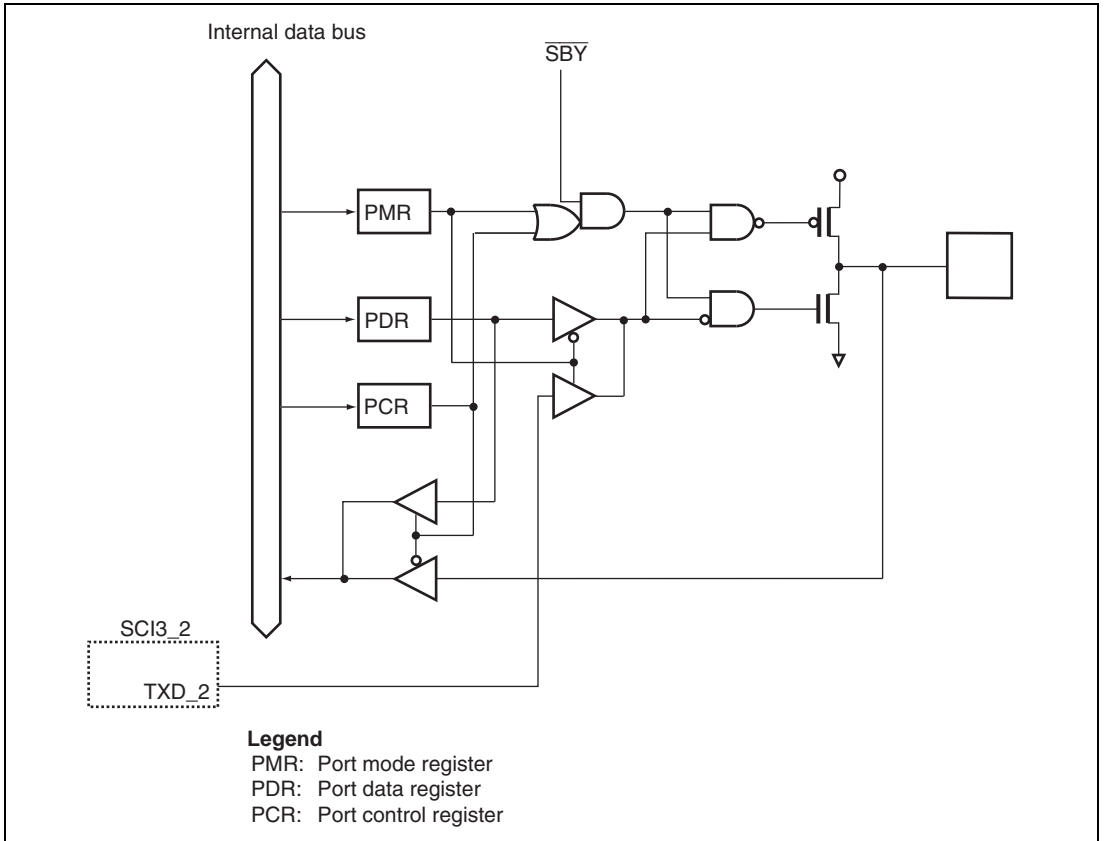 Internal data bus
SBY
PMR
PDR
PCR
SCI3_2
TXD_2
Legend
PMR: Port mode register
PDR: Port data register
PCR: Port control register